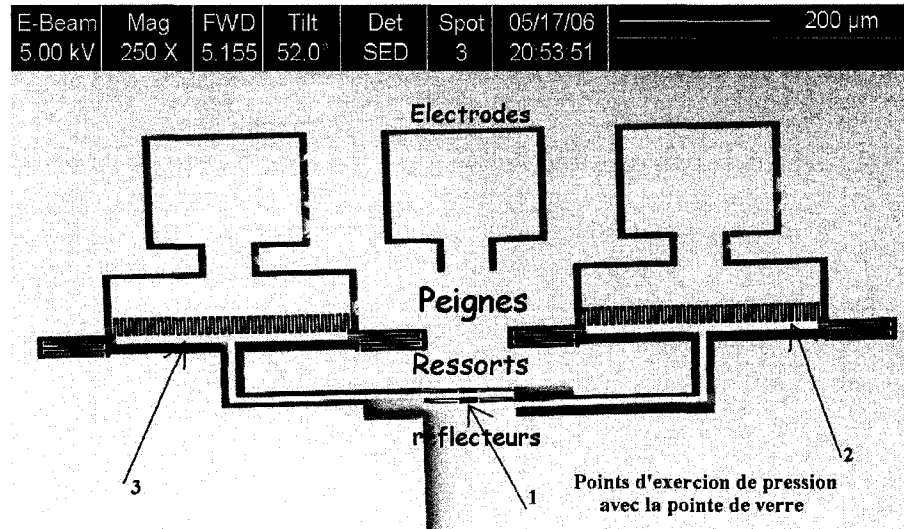 E-Beam Mag FWD Tilt Det Spot 05/17/06 200 µm
5.00 kV 250 X 5.155 52.0° SED 3 20:53:51
Electrodes
Peignes
Ressorts
réflecteurs
3
1
2
Points d'exercion de pression
avec la pointe de verre